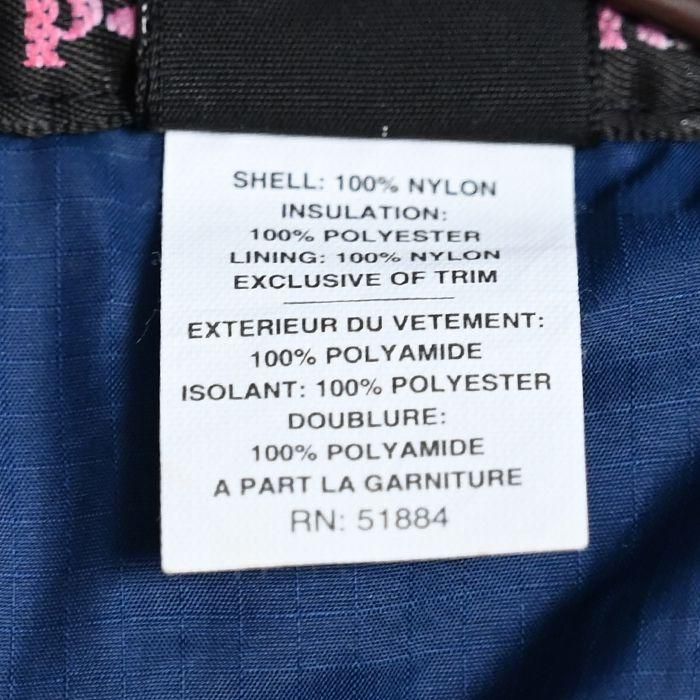 SHELL: 100% NYLON
INSULATION:
100% POLYESTER
LINING: 100% NYLON
EXCLUSIVE OF TRIM
EXTERIEUR DU VETEMENT:
100% POLYAMIDE
ISOLANT: 100% POLYESTER
DOUBLURE:
100% POLYAMIDE
A PART LA GARNITURE
RN: 51884